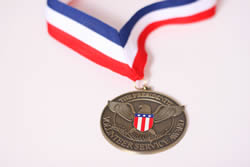 THE PRESIDENT'S
VOLUNTEER SERVICE AWARD